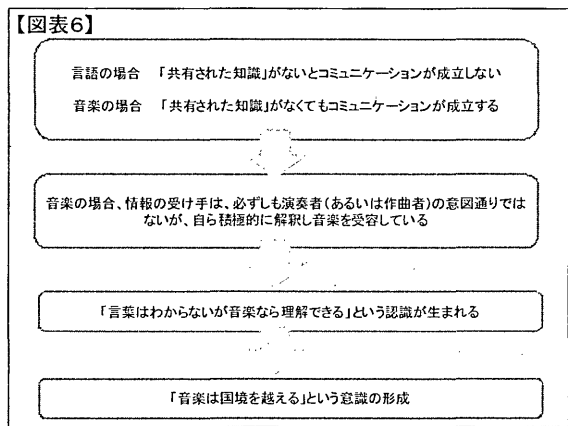 【図表6】
言語の場合 「共有された知識」がないとコミュニケーションが成立しない
音楽の場合 「共有された知識」がなくてもコミュニケーションが成立する
音楽の場合、情報の受け手は、必ずしも演奏者(あるいは作曲者)の意図通りでは
ないが、自ら積極的に解釈し音楽を受容している
「言葉はわからないが音楽なら理解できる」という認識が生まれる
「音楽は国境を越える」という意識の形成